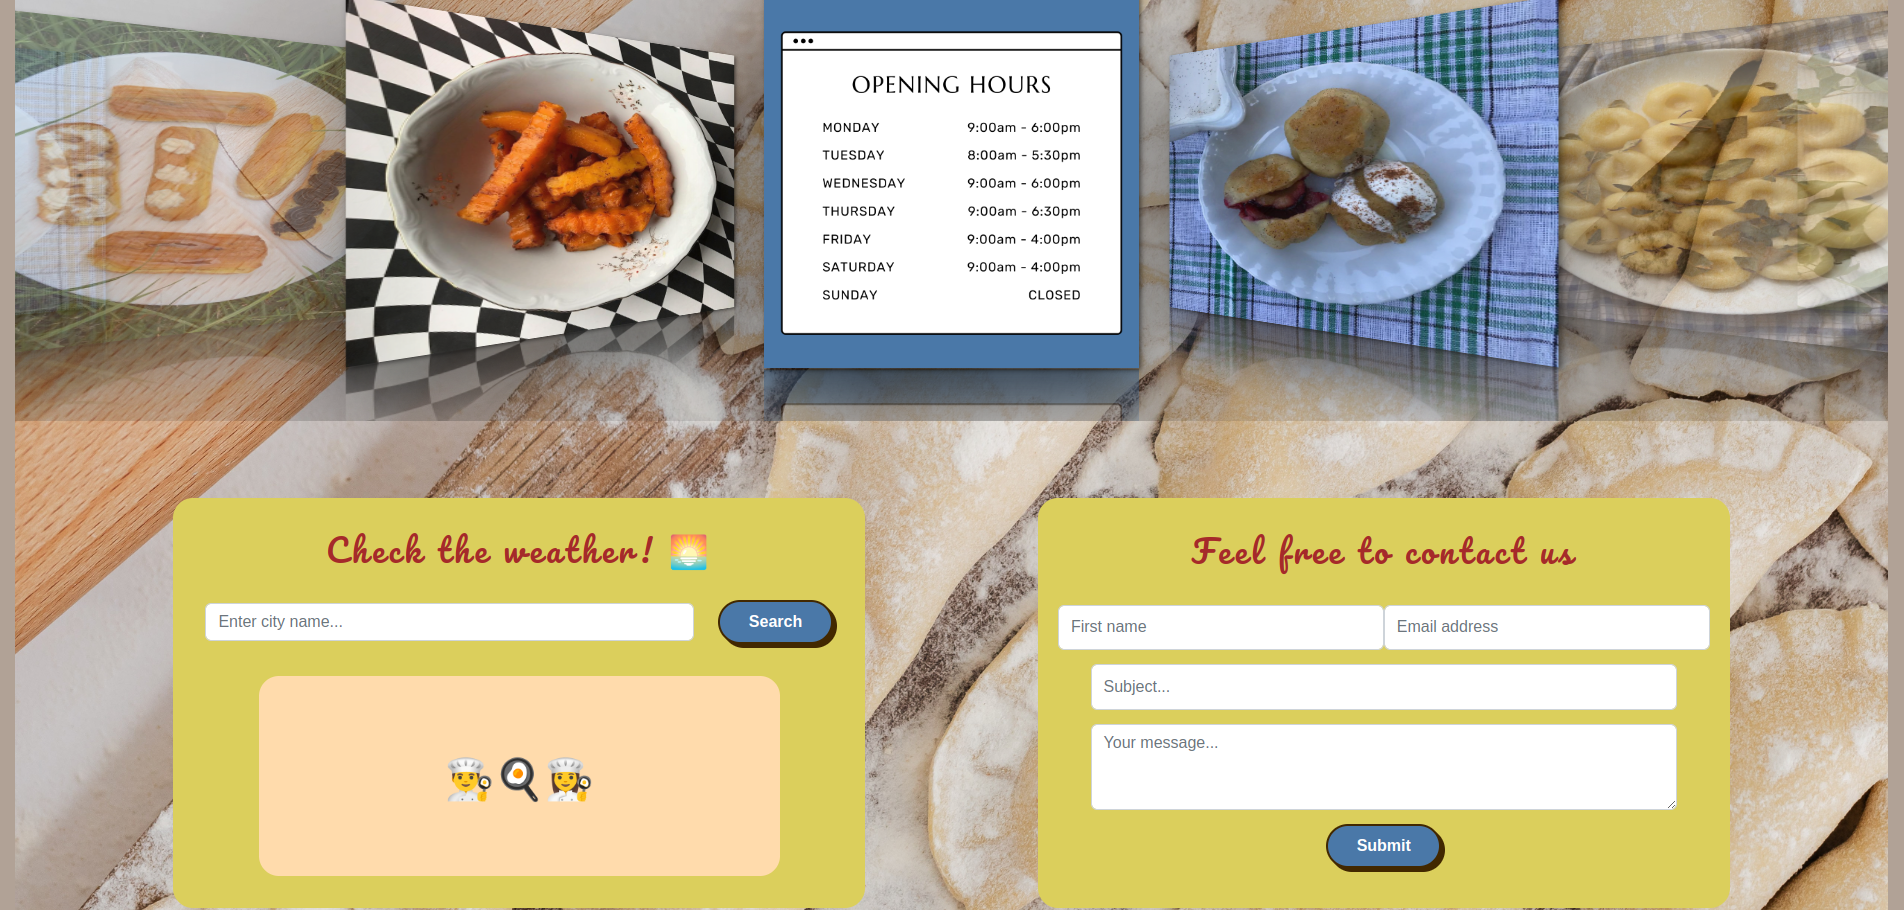 OPENING HOURS
MONDAY 9:00am - 6:00pm
TUESDAY 8:00am - 5:30pm
WEDNESDAY 9:00am - 6:00pm
THURSDAY 9:00am - 6:30pm
FRIDAY 9:00am - 4:00pm
SATURDAY 9:00am - 4:00pm
SUNDAY CLOSED
Check the weather! 🌅
Enter city name...
Search
Feel free to contact us
First name
Email address
Subject...
Your message...
Submit